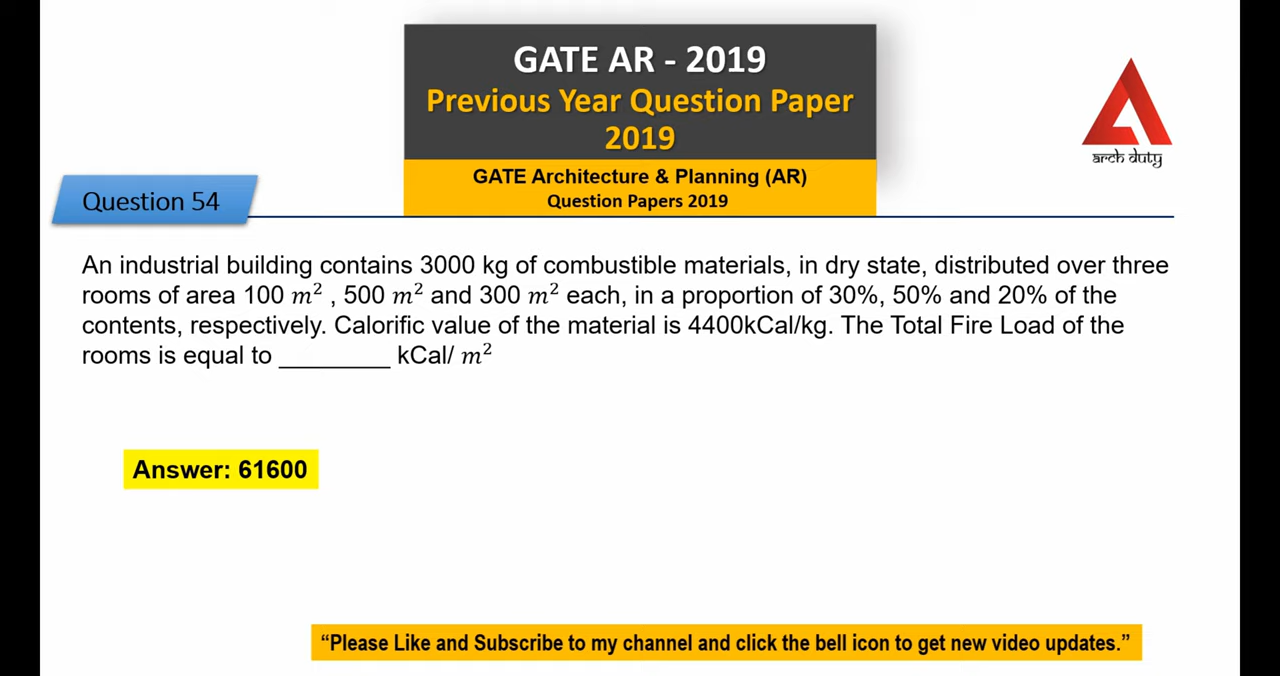 GATE AR - 2019
Previous Year Question Paper
2019
GATE Architecture & Planning (AR)
Question Papers 2019
arch duty
Question 54
An industrial building contains 3000 kg of combustible materials, in dry state, distributed over three
rooms of area 100 m² , 500 m² and 300 m² each, in a proportion of 30%, 50% and 20% of the
contents, respectively. Calorific value of the material is 4400kCal/kg. The Total Fire Load of the
rooms is equal to ________ kCal/ m²
Answer: 61600
“Please Like and Subscribe to my channel and click the bell icon to get new video updates.”